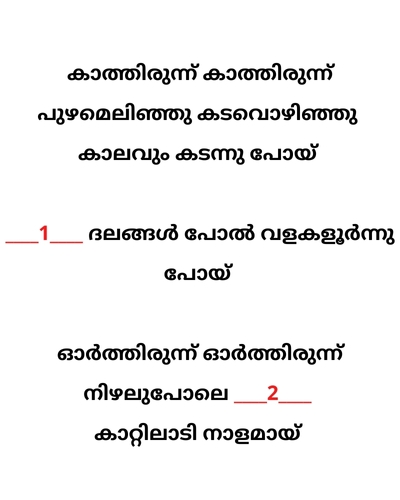 കാത്തിരുന്ന് കാത്തിരുന്ന്
പുഴമെലിഞ്ഞു കടവൊഴിഞ്ഞു
കാലവും കടന്നു പോയ്
___1___ ദലങ്ങൾ പോൽ വളകളൂർന്നു
പോയ്
ഓർത്തിരുന്ന് ഓർത്തിരുന്ന്
നിഴലുപോലെ ___2___
കാറ്റിലാടി നാളമായ്